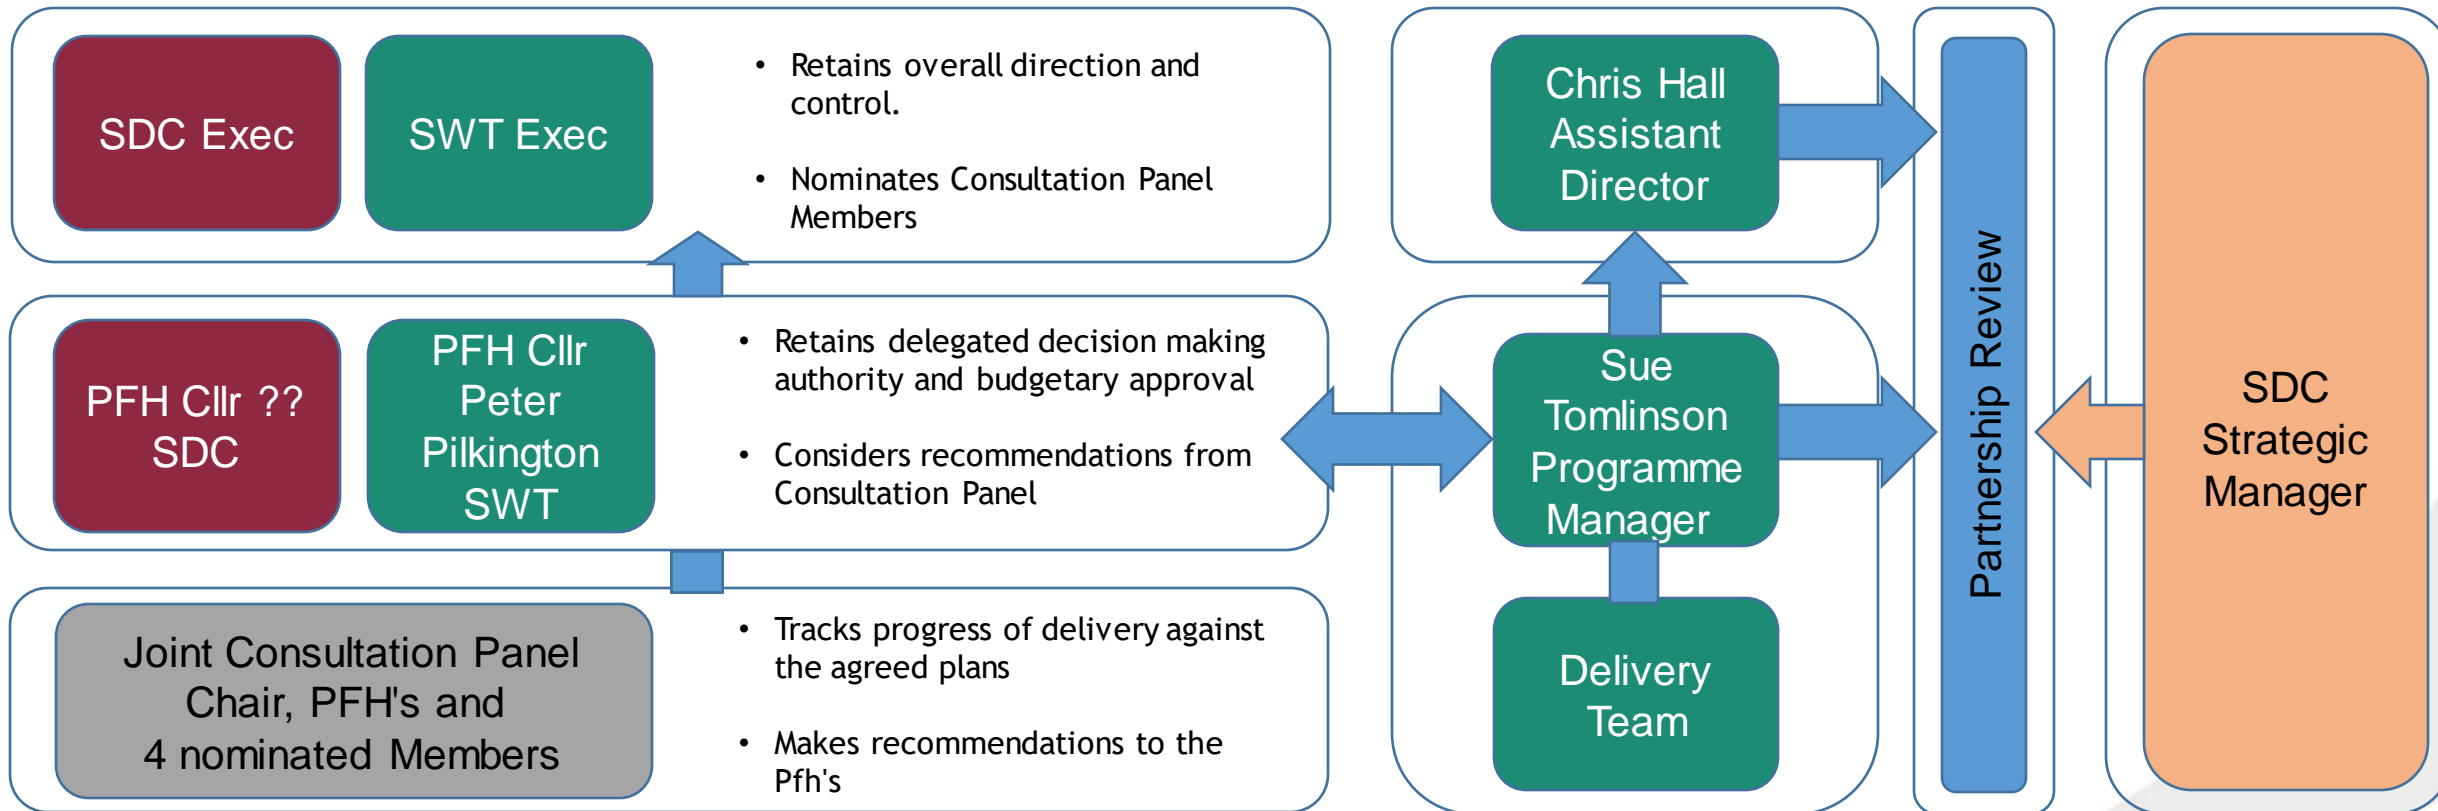 SDC Exec
SWT Exec
• Retains overall direction and
control.
• Nominates Consultation Panel
Members
PFH Cllr ??
SDC
PFH Cllr
Peter
Pilkington
SWT
• Retains delegated decision making
authority and budgetary approval
• Considers recommendations from
Consultation Panel
Joint Consultation Panel
Chair, PFH's and
4 nominated Members
• Tracks progress of delivery against
the agreed plans
• Makes recommendations to the
Pfh's
Chris Hall
Assistant
Director
Sue
Tomlinson
Programme
Manager
Delivery
Team
Partnership Review
SDC
Strategic
Manager